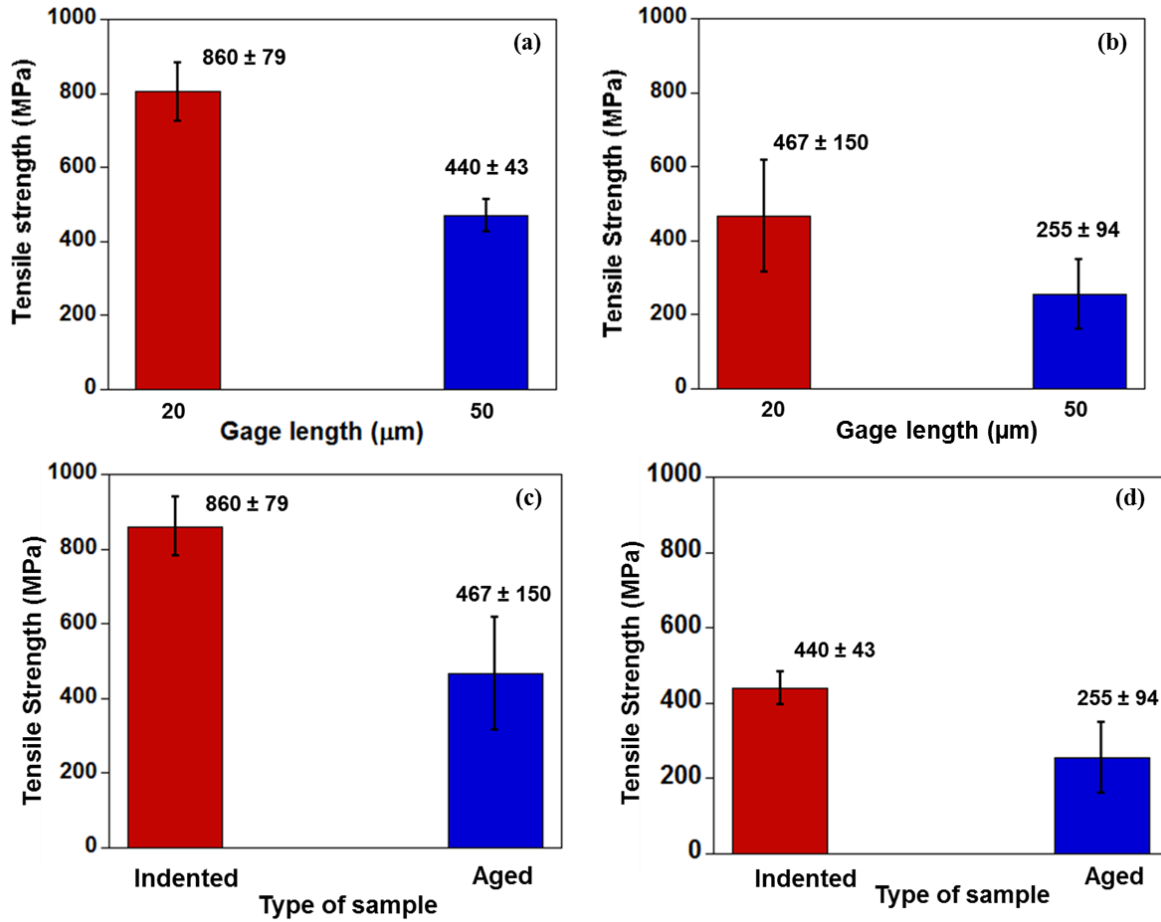 (a)
1000
800
600
400
200
0
Tensile strength (MPa)
860 ± 79
440 ± 43
20
50
Gage length (μm)
(b)
1000
800
600
400
200
0
Tensile Strength (MPa)
467 ± 150
255 ± 94
20
50
Gage length (μm)
(c)
1000
800
600
400
200
0
Tensile Strength (MPa)
860 ± 79
467 ± 150
Indented
Aged
Type of sample
(d)
1000
800
600
400
200
0
Tensile Strength (MPa)
440 ± 43
255 ± 94
Indented
Aged
Type of sample